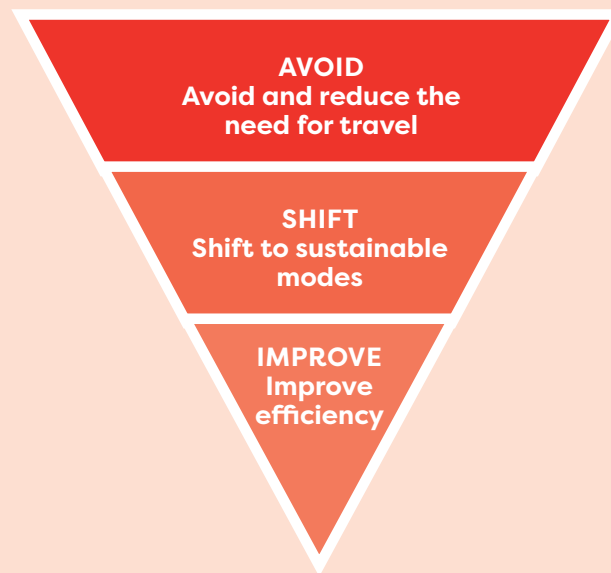 AVOID
Avoid and reduce the
need for travel
SHIFT
Shift to sustainable
modes
IMPROVE
Improve
efficiency